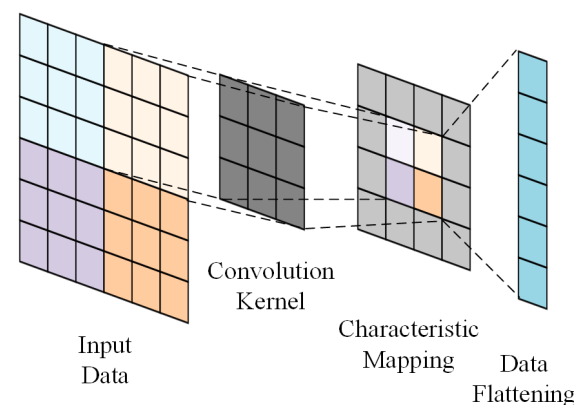 Convolution
Kernel
Characteristic
Mapping
Input
Data
Data
Flattening